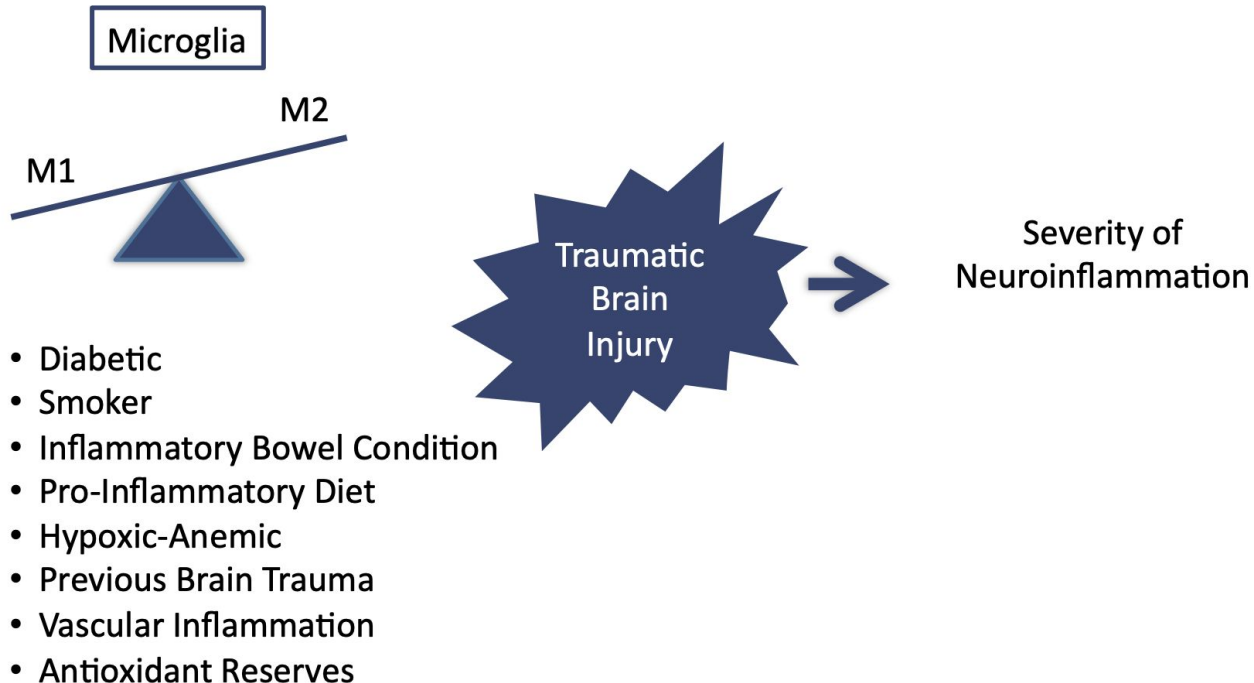 Microglia
M2
M1
Traumatic
Brain
Injury
Severity of
Neuroinflammation
• Diabetic
• Smoker
• Inflammatory Bowel Condition
• Pro-Inflammatory Diet
• Hypoxic-Anemic
• Previous Brain Trauma
• Vascular Inflammation
• Antioxidant Reserves